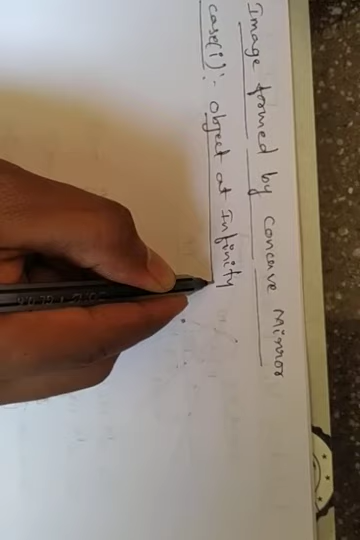 Image formed by concave Mirror
case(i):- object at Infinity